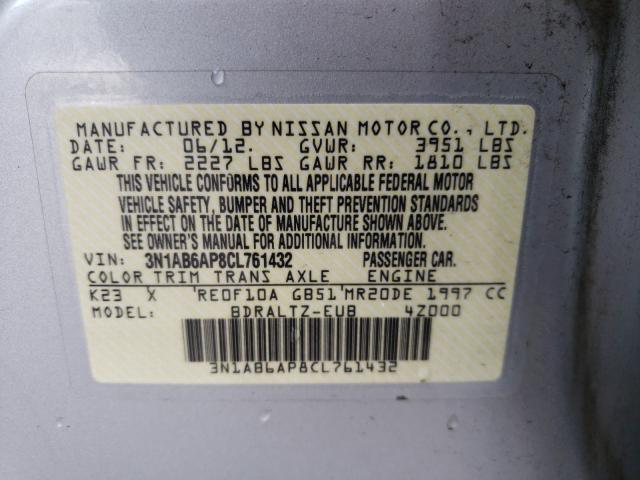 MANUFACTURED BY NISSAN MOTOR CO., LTD.
DATE: 06/12. GVWR: 3951 LBS
GAWR FR: 2227 LBS GAWR RR: 1810 LBS
THIS VEHICLE CONFORMS TO ALL APPLICABLE FEDERAL MOTOR
VEHICLE SAFETY, BUMPER AND THEFT PREVENTION STANDARDS
IN EFFECT ON THE DATE OF MANUFACTURE SHOWN ABOVE.
SEE OWNER'S MANUAL FOR ADDITIONAL INFORMATION.
VIN: 3N1AB6AP8CL761432 PASSENGER CAR.
COLOR TRIM TRANS AXLE ENGINE
K23 X 'RE0F10A GB51'MR20DE 1997 CC
MODEL: BDRALTZ-EUB 4Z000
3N1AB6AP8CL761432